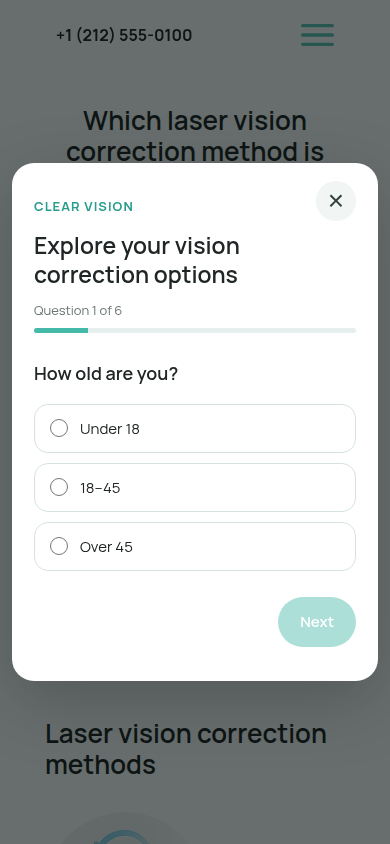 +1 (212) 555-0100
Which laser vision
correction method is
CLEAR VISION
Explore your vision
correction options
Question 1 of 6
How old are you?
Under 18
18–45
Over 45
Next
Laser vision correction
methods